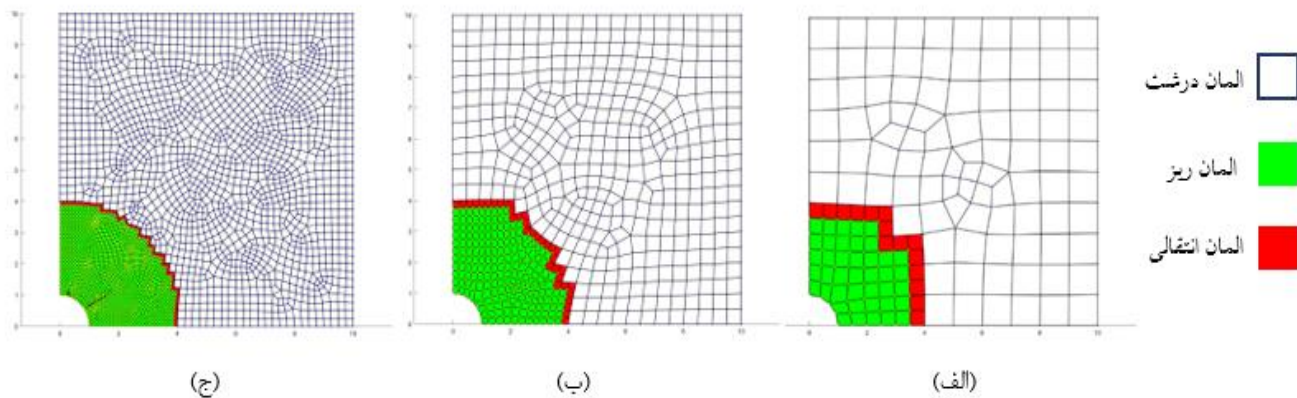 المان درشت
المان ریز
المان انتقالی
(الف)
(ب)
(ج)